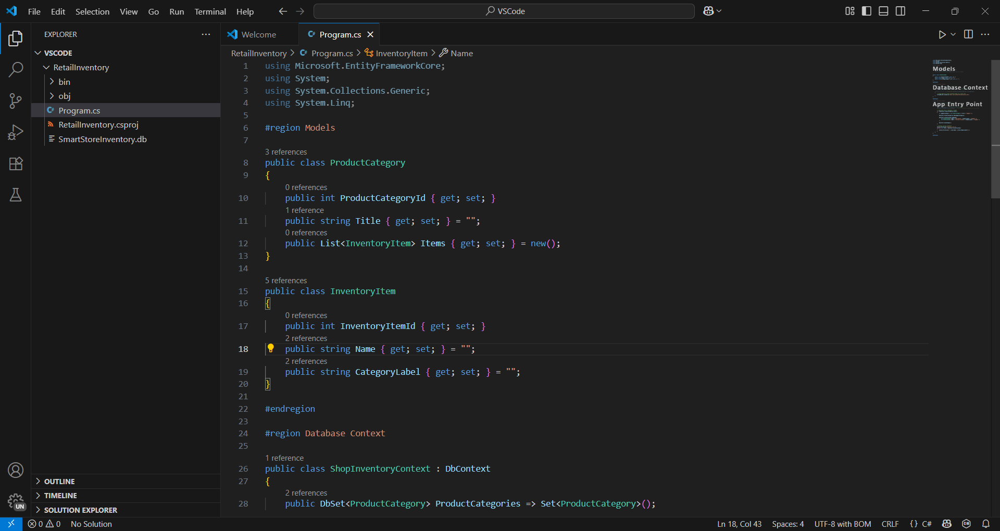 File Edit Selection View Go Run Terminal Help
VSCode
EXPLORER
VSCODE
RetailInventory
bin
obj
Program.cs
RetailInventory.csproj
SmartStoreInventory.db
OUTLINE
TIMELINE
SOLUTION EXPLORER
UN
Welcome
Program.cs
RetailInventory > Program.cs > InventoryItem > Name
1 using Microsoft.EntityFrameworkCore;
2 using System;
3 using System.Collections.Generic;
4 using System.Linq;
5
6 #region Models
7
3 references
8 public class ProductCategory
9 {
0 references
10 public int ProductCategoryId { get; set; }
1 reference
11 public string Title { get; set; } = "";
0 references
12 public List<InventoryItem> Items { get; set; } = new();
13 }
14
5 references
15 public class InventoryItem
16 {
0 references
17 public int InventoryItemId { get; set; }
2 references
18 public string Name { get; set; } = "";
2 references
19 public string CategoryLabel { get; set; } = "";
20 }
21
22 #endregion
23
24 #region Database Context
25
1 reference
26 public class ShopInventoryContext : DbContext
27 {
2 references
28 public DbSet<ProductCategory> ProductCategories => Set<ProductCategory>();
Models
Database Context
App Entry Point
0 0 No Solution
Ln 18, Col 43 Spaces: 4 UTF-8 with BOM CRLF {} C#